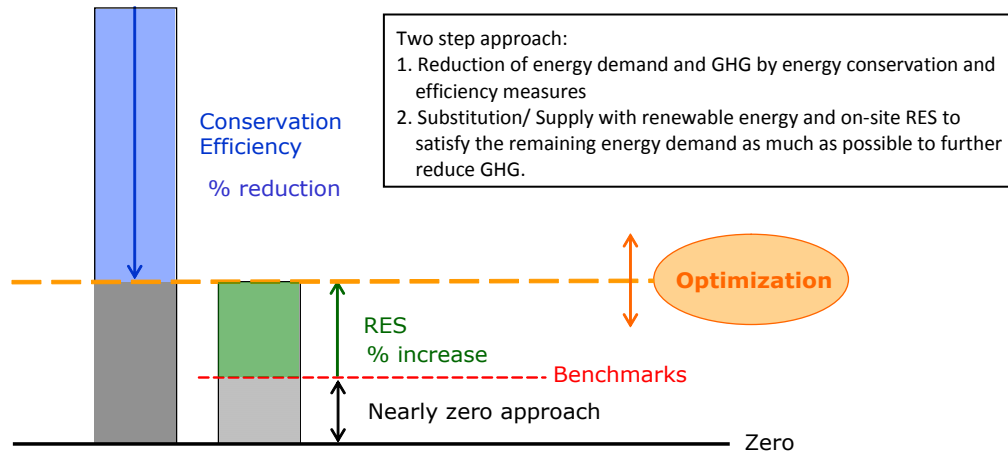 Two step approach:
1. Reduction of energy demand and GHG by energy conservation and
efficiency measures
2. Substitution/ Supply with renewable energy and on-site RES to
satisfy the remaining energy demand as much as possible to further
reduce GHG.
Conservation
Efficiency
% reduction
Optimization
RES
% increase
Benchmarks
Nearly zero approach
Zero